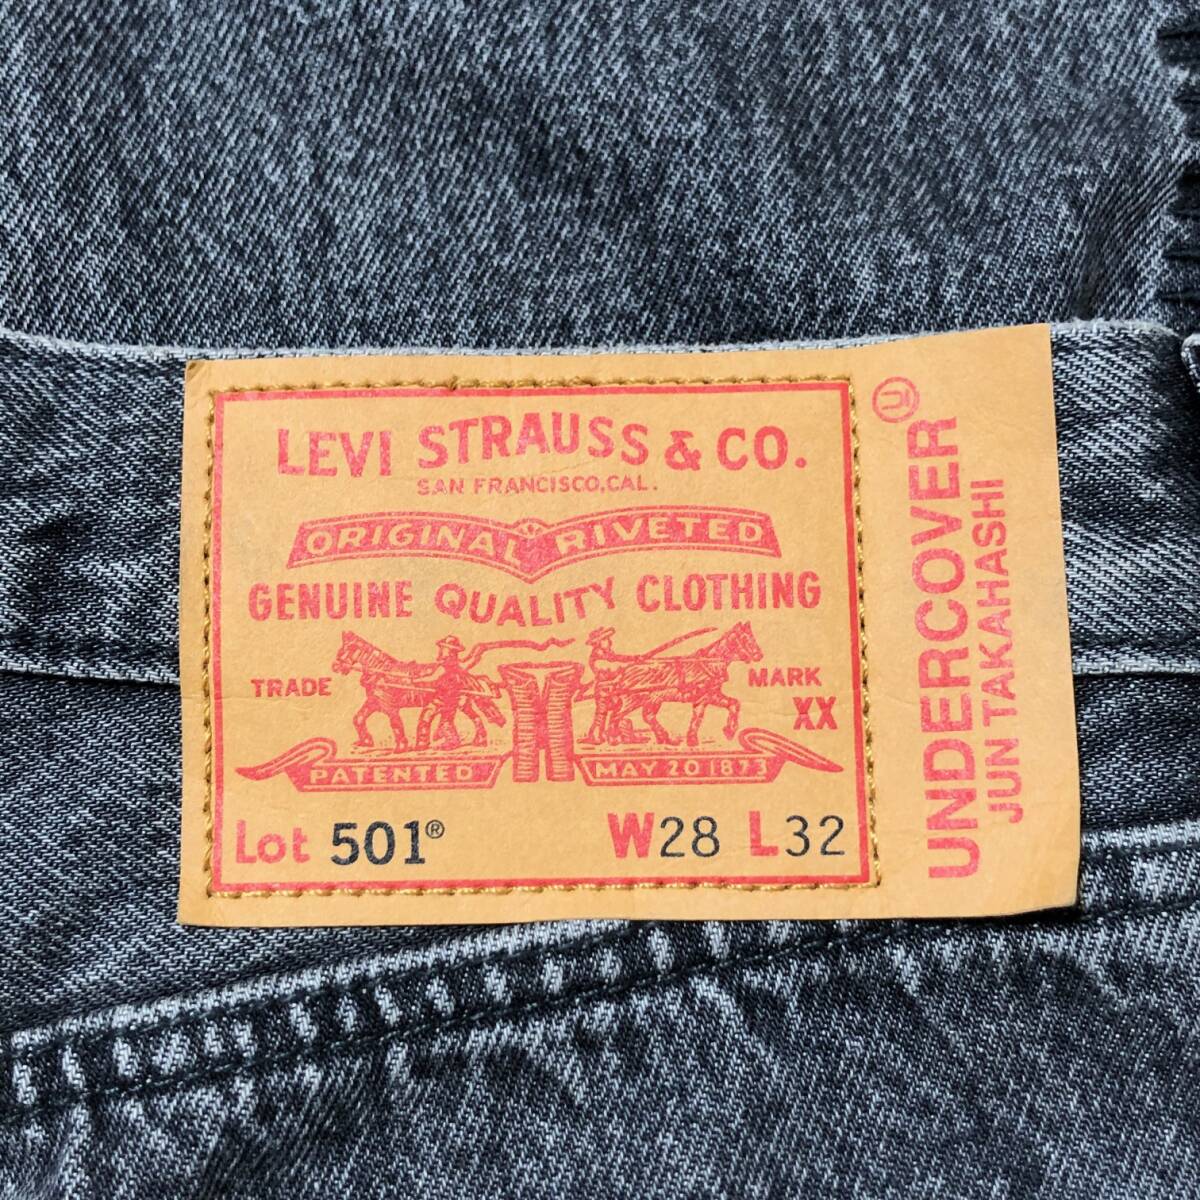 LEVI STRAUSS & CO.
SAN FRANCISCO, CAL.
ORIGINAL RIVETED
GENUINE QUALITY CLOTHING
TRADE MARK
XX
PATENTED MAY 20 1873
Lot 501® W28 L32
UNDERCOVER
JUN TAKAHASHI